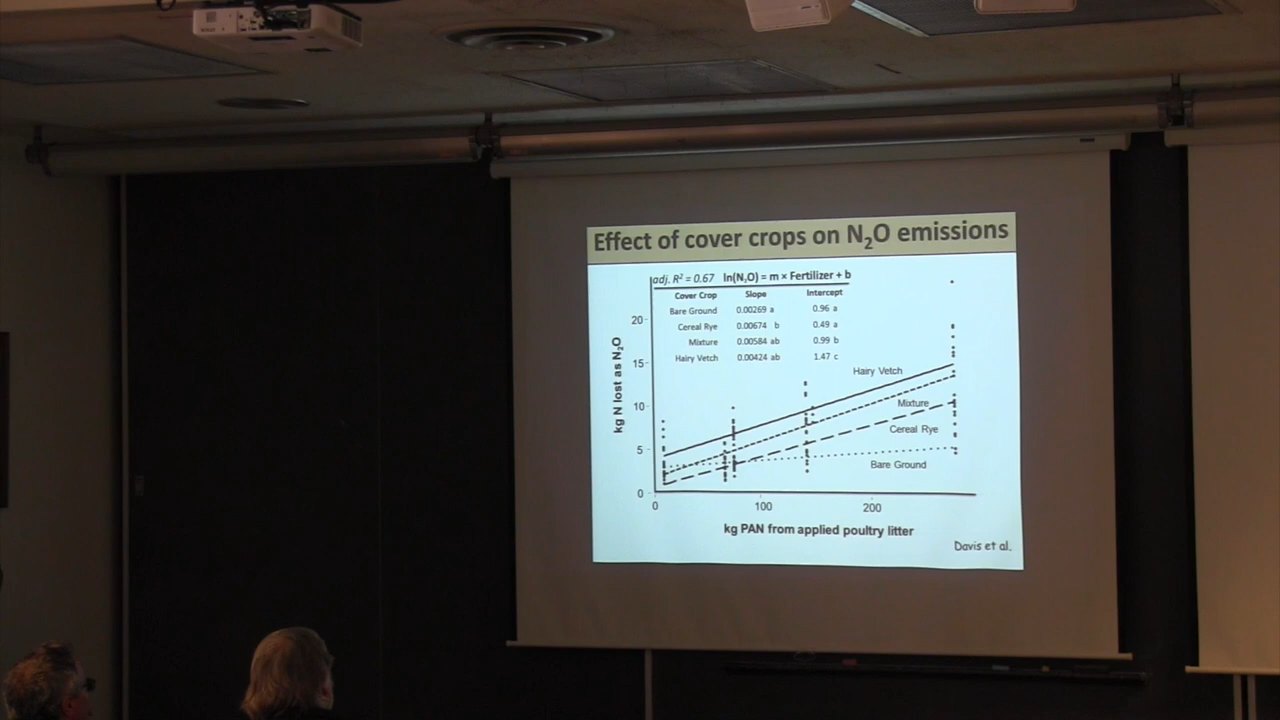 Effect of cover crops on N₂O emissions
adj. R² = 0.67 ln(N₂O) = m × Fertilizer + b
Cover Crop Slope Intercept
Bare Ground 0.00269 a 0.96 a
Cereal Rye 0.00674 b 0.49 a
Mixture 0.00584 ab 0.99 b
Hairy Vetch 0.00424 ab 1.47 c
kg N lost as N₂O
20
15
10
5
0
Hairy Vetch
Mixture
Cereal Rye
Bare Ground
0 100 200
kg PAN from applied poultry litter
Davis et al.